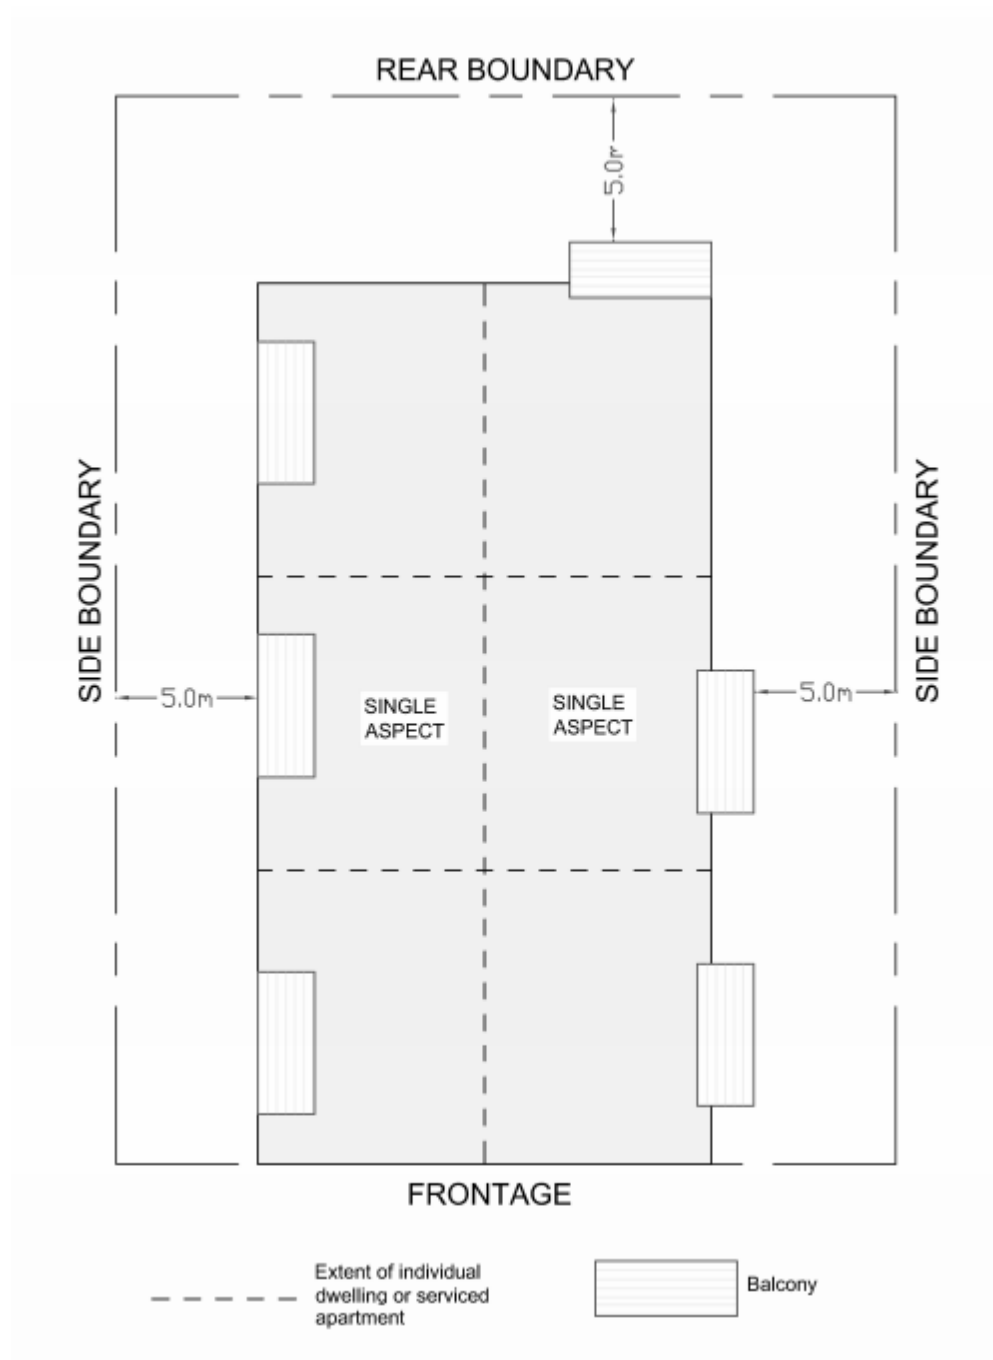 REAR BOUNDARY
5.0m
SIDE BOUNDARY
SIDE BOUNDARY
5.0m
SINGLE
ASPECT
SINGLE
ASPECT
5.0m
FRONTAGE
Extent of individual
dwelling or serviced
apartment
Balcony